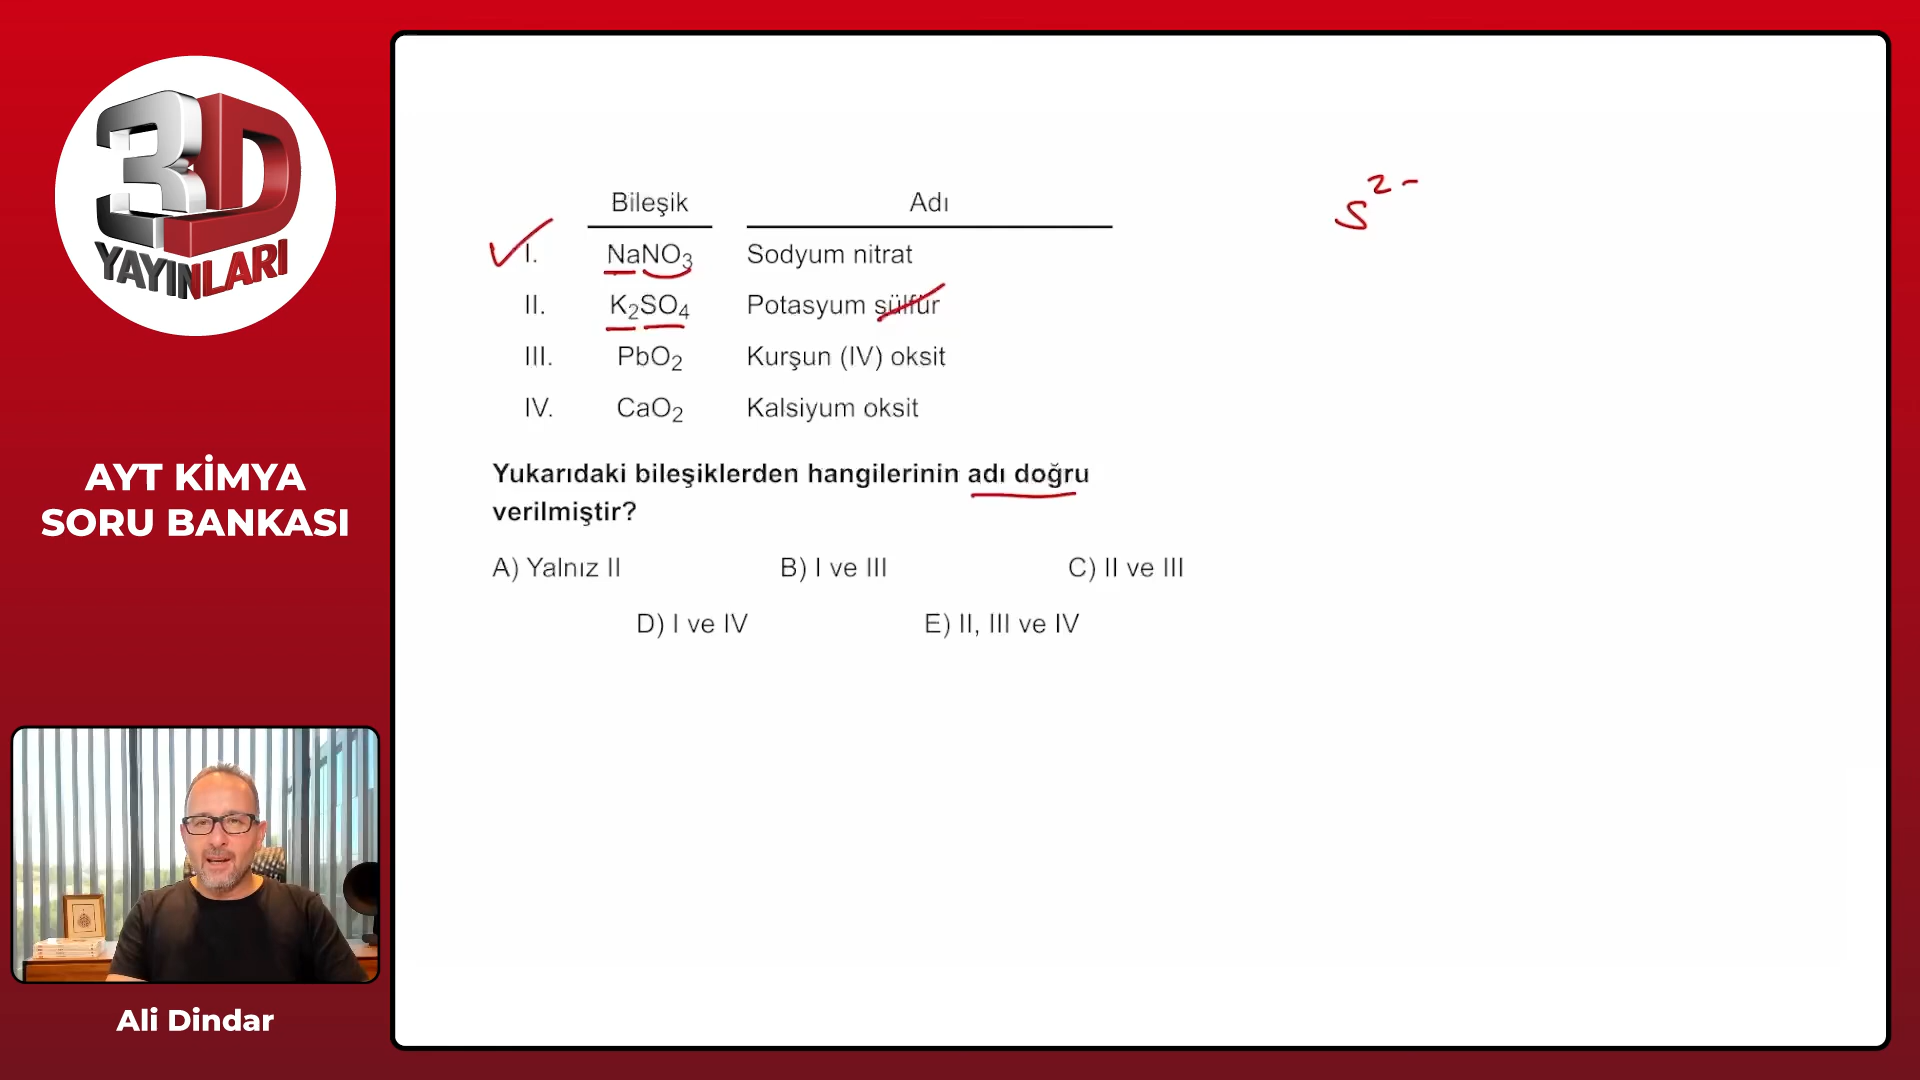 3D
YAYINLARI
AYT KİMYA
SORU BANKASI
Ali Dindar
Bileşik Adı
I. NaNO₃ Sodyum nitrat
II. K₂SO₄ Potasyum sülfür
III. PbO₂ Kurşun (IV) oksit
IV. CaO₂ Kalsiyum oksit
S²⁻
Yukarıdaki bileşiklerden hangilerinin adı doğru
verilmiştir?
A) Yalnız II B) I ve III C) II ve III
D) I ve IV E) II, III ve IV